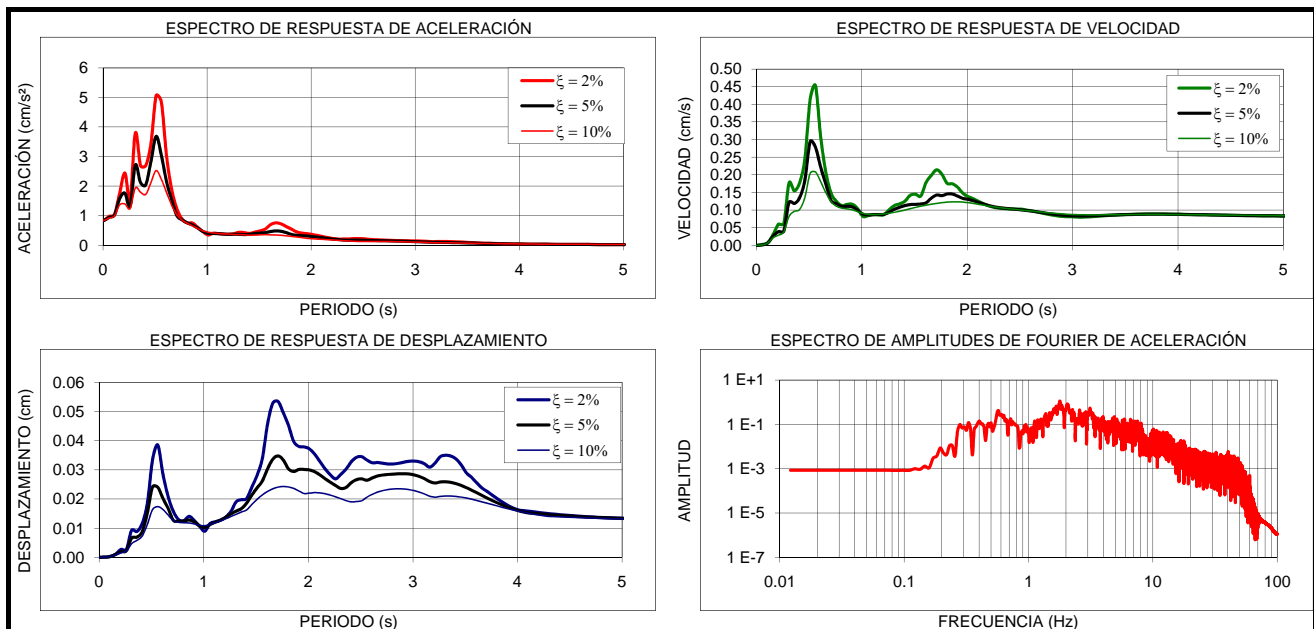 ESPECTRO DE RESPUESTA DE ACELERACIÓN
ACELERACIÓN (cm/s²)
6
5
4
3
2
1
0
ξ = 2%
ξ = 5%
ξ = 10%
0 1 2 3 4 5
PERIODO (s)
ESPECTRO DE RESPUESTA DE VELOCIDAD
VELOCIDAD (cm/s)
0.50
0.45
0.40
0.35
0.30
0.25
0.20
0.15
0.10
0.05
0.00
ξ = 2%
ξ = 5%
ξ = 10%
0 1 2 3 4 5
PERIODO (s)
ESPECTRO DE RESPUESTA DE DESPLAZAMIENTO
DESPLAZAMIENTO (cm)
0.06
0.05
0.04
0.03
0.02
0.01
0.00
ξ = 2%
ξ = 5%
ξ = 10%
0 1 2 3 4 5
PERIODO (s)
ESPECTRO DE AMPLITUDES DE FOURIER DE ACELERACIÓN
AMPLITUD
1 E+1
1 E-1
1 E-3
1 E-5
1 E-7
0.01 0.1 1 10 100
FRECUENCIA (Hz)